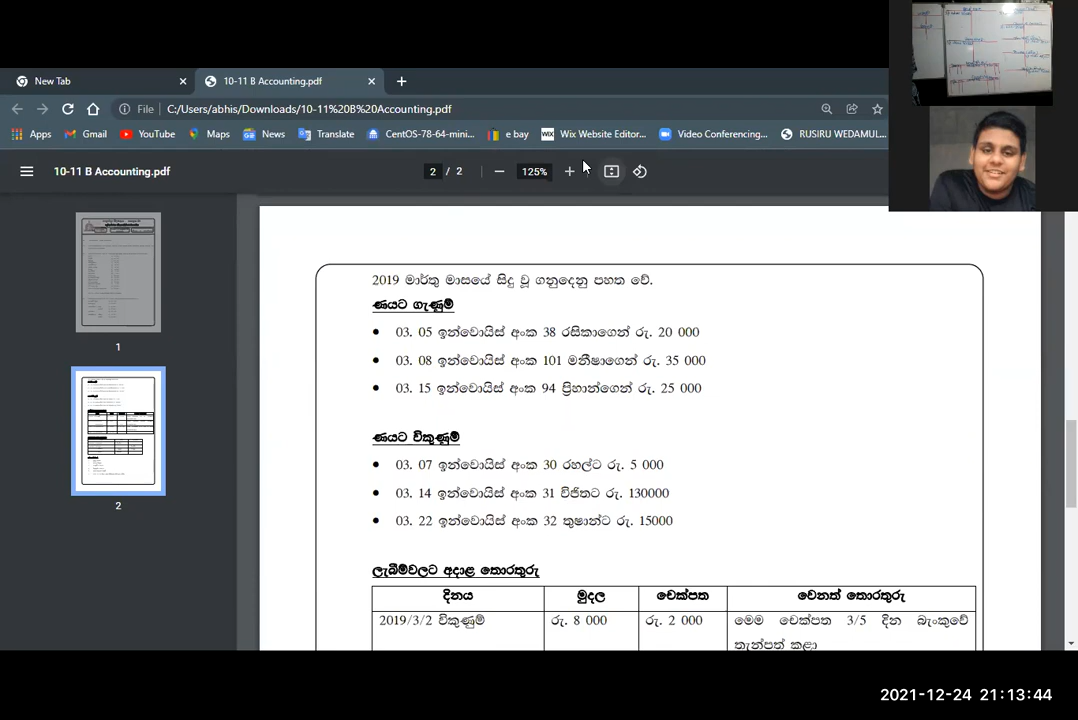 New Tab
10-11 B Accounting.pdf
File
C:/Users/abhis/Downloads/10-11%20B%20Accounting.pdf
Apps Gmail YouTube Maps News Translate CentOS-78-64-mini... e bay WIX Wix Website Editor... Video Conferencing... RUSIRU WEDAMUL...
10-11 B Accounting.pdf
2 / 2
125%
1
2
2019 මාර්තු මාසයේ සිදු වූ ගනුදෙනු පහත වේ.
ණයට ගැණුම්
• 03. 05 ඉන්වොයිස් අංක 38 රසිකාගෙන් රු. 20 000
• 03. 08 ඉන්වොයිස් අංක 101 මනීෂාගෙන් රු. 35 000
• 03. 15 ඉන්වොයිස් අංක 94 ප්‍රිහාන්ගෙන් රු. 25 000
ණයට විකුණුම්
• 03. 07 ඉන්වොයිස් අංක 30 රහල්ට රු. 5 000
• 03. 14 ඉන්වොයිස් අංක 31 විජිතට රු. 130000
• 03. 22 ඉන්වොයිස් අංක 32 තුෂාන්ට රු. 15000
ලැබීම්වලට අදාළ තොරතුරු
දිනය මුදල චෙක්පත වෙනත් තොරතුරු
2019/3/2 විකුණුම් රු. 8 000 රු. 2 000 මෙම චෙක්පත 3/5 දින බැංකුවේ
තැන්පත් කළා
2021-12-24 21:13:44